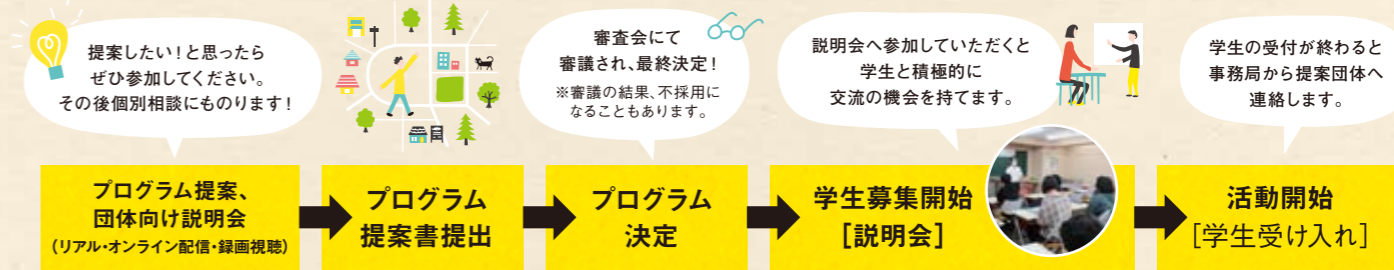 提案したい！と思ったら
ぜひ参加してください。
その後個別相談にものります！
審査会にて
審議され、最終決定！
※審議の結果、不採用に
なることもあります。
説明会へ参加していただくと
学生と積極的に
交流の機会を持てます。
学生の受付が終わると
事務局から提案団体へ
連絡します。
プログラム提案、
団体向け説明会
（リアル・オンライン配信・録画視聴）
プログラム
提案書提出
プログラム
決定
学生募集開始
［説明会］
活動開始
［学生受け入れ］